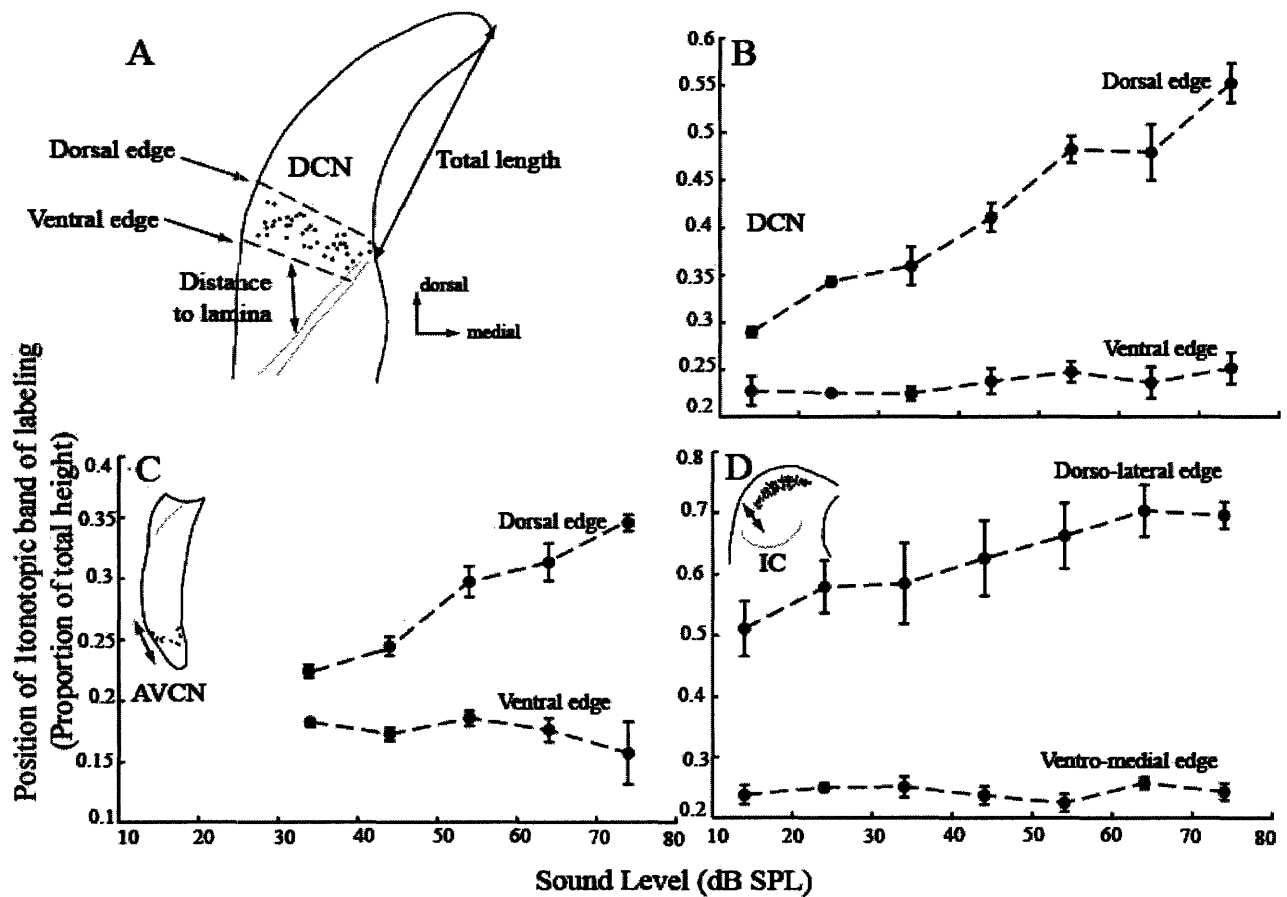 A
Dorsal edge
DCN
Total length
Ventral edge
Distance
to lamina
dorsal
medial
B
0.6
0.55
0.5
0.45
0.4
0.35
0.3
0.25
0.2
Dorsal edge
DCN
Ventral edge
Position of 1tonotopic band of labeling
(Proportion of total height)
C
0.4
0.35
0.3
0.25
0.2
0.15
0.1
Dorsal edge
AVCN
Ventral edge
10 20 30 40 50 60 70 80
D
0.8
0.7
0.6
0.5
0.4
0.3
0.2
Dorso-lateral edge
IC
Ventro-medial edge
10 20 30 40 50 60 70 80
Sound Level (dB SPL)